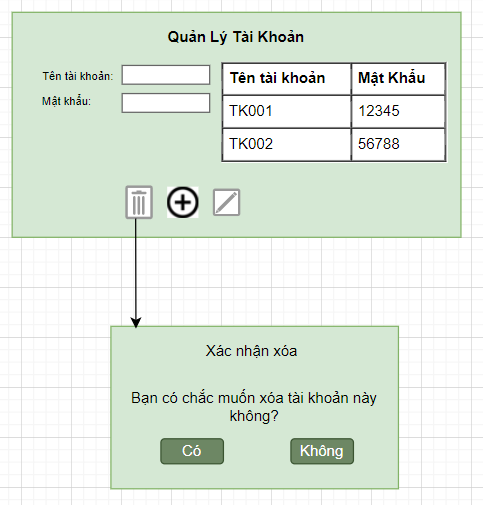 Quản Lý Tài Khoản
Tên tài khoản:
Mật khẩu:
Tên tài khoản Mật Khẩu
TK001 12345
TK002 56788
Xác nhận xóa
Bạn có chắc muốn xóa tài khoản này
không?
Có Không